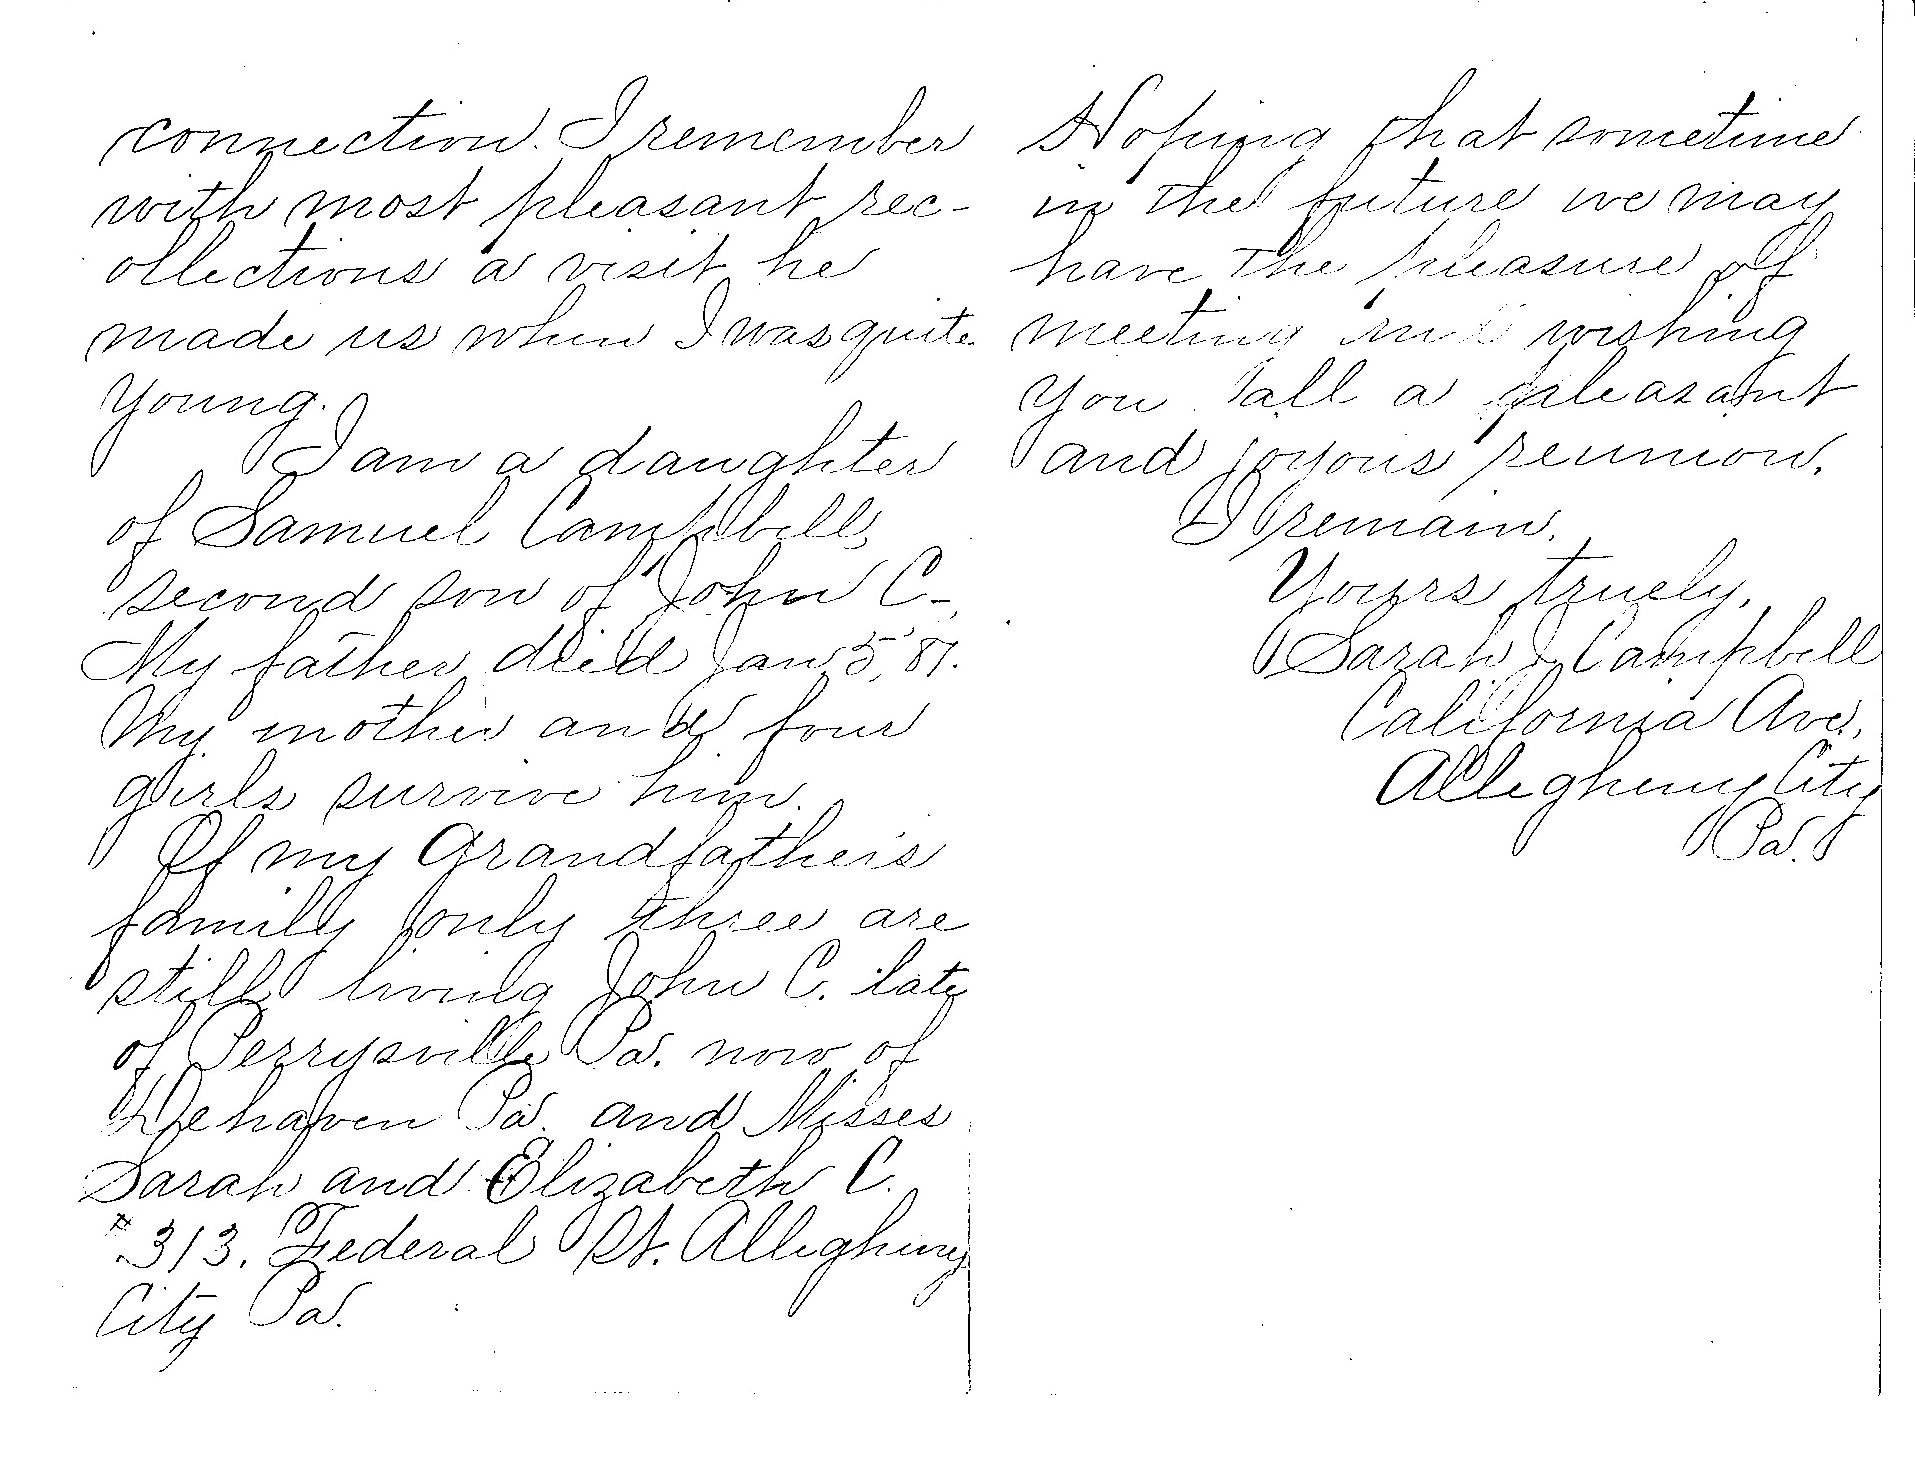 connection. I remember
with most pleasant rec-
ollections a visit he
made us when I was quite
young.
I am a daughter
of Samuel Campbell,
second son of John C-,
My father died Jan 5, '87.
My mother and four
girls survive him.
Of my Grandfathers
family only three are
still living John C. late
of Perrysville Pa. now of
Dehaven Pa. and Misses
Sarah and Elizabeth C.
#313. Federal St. Allegheny
City Pa.
Hoping that sometime
in the future we may
have the pleasure of
meeting and wishing
you all a pleasant
and joyous reunion.
I remain,
Yours truely,
Sarah J Campbell
California Ave.,
Allegheny City
Pa.